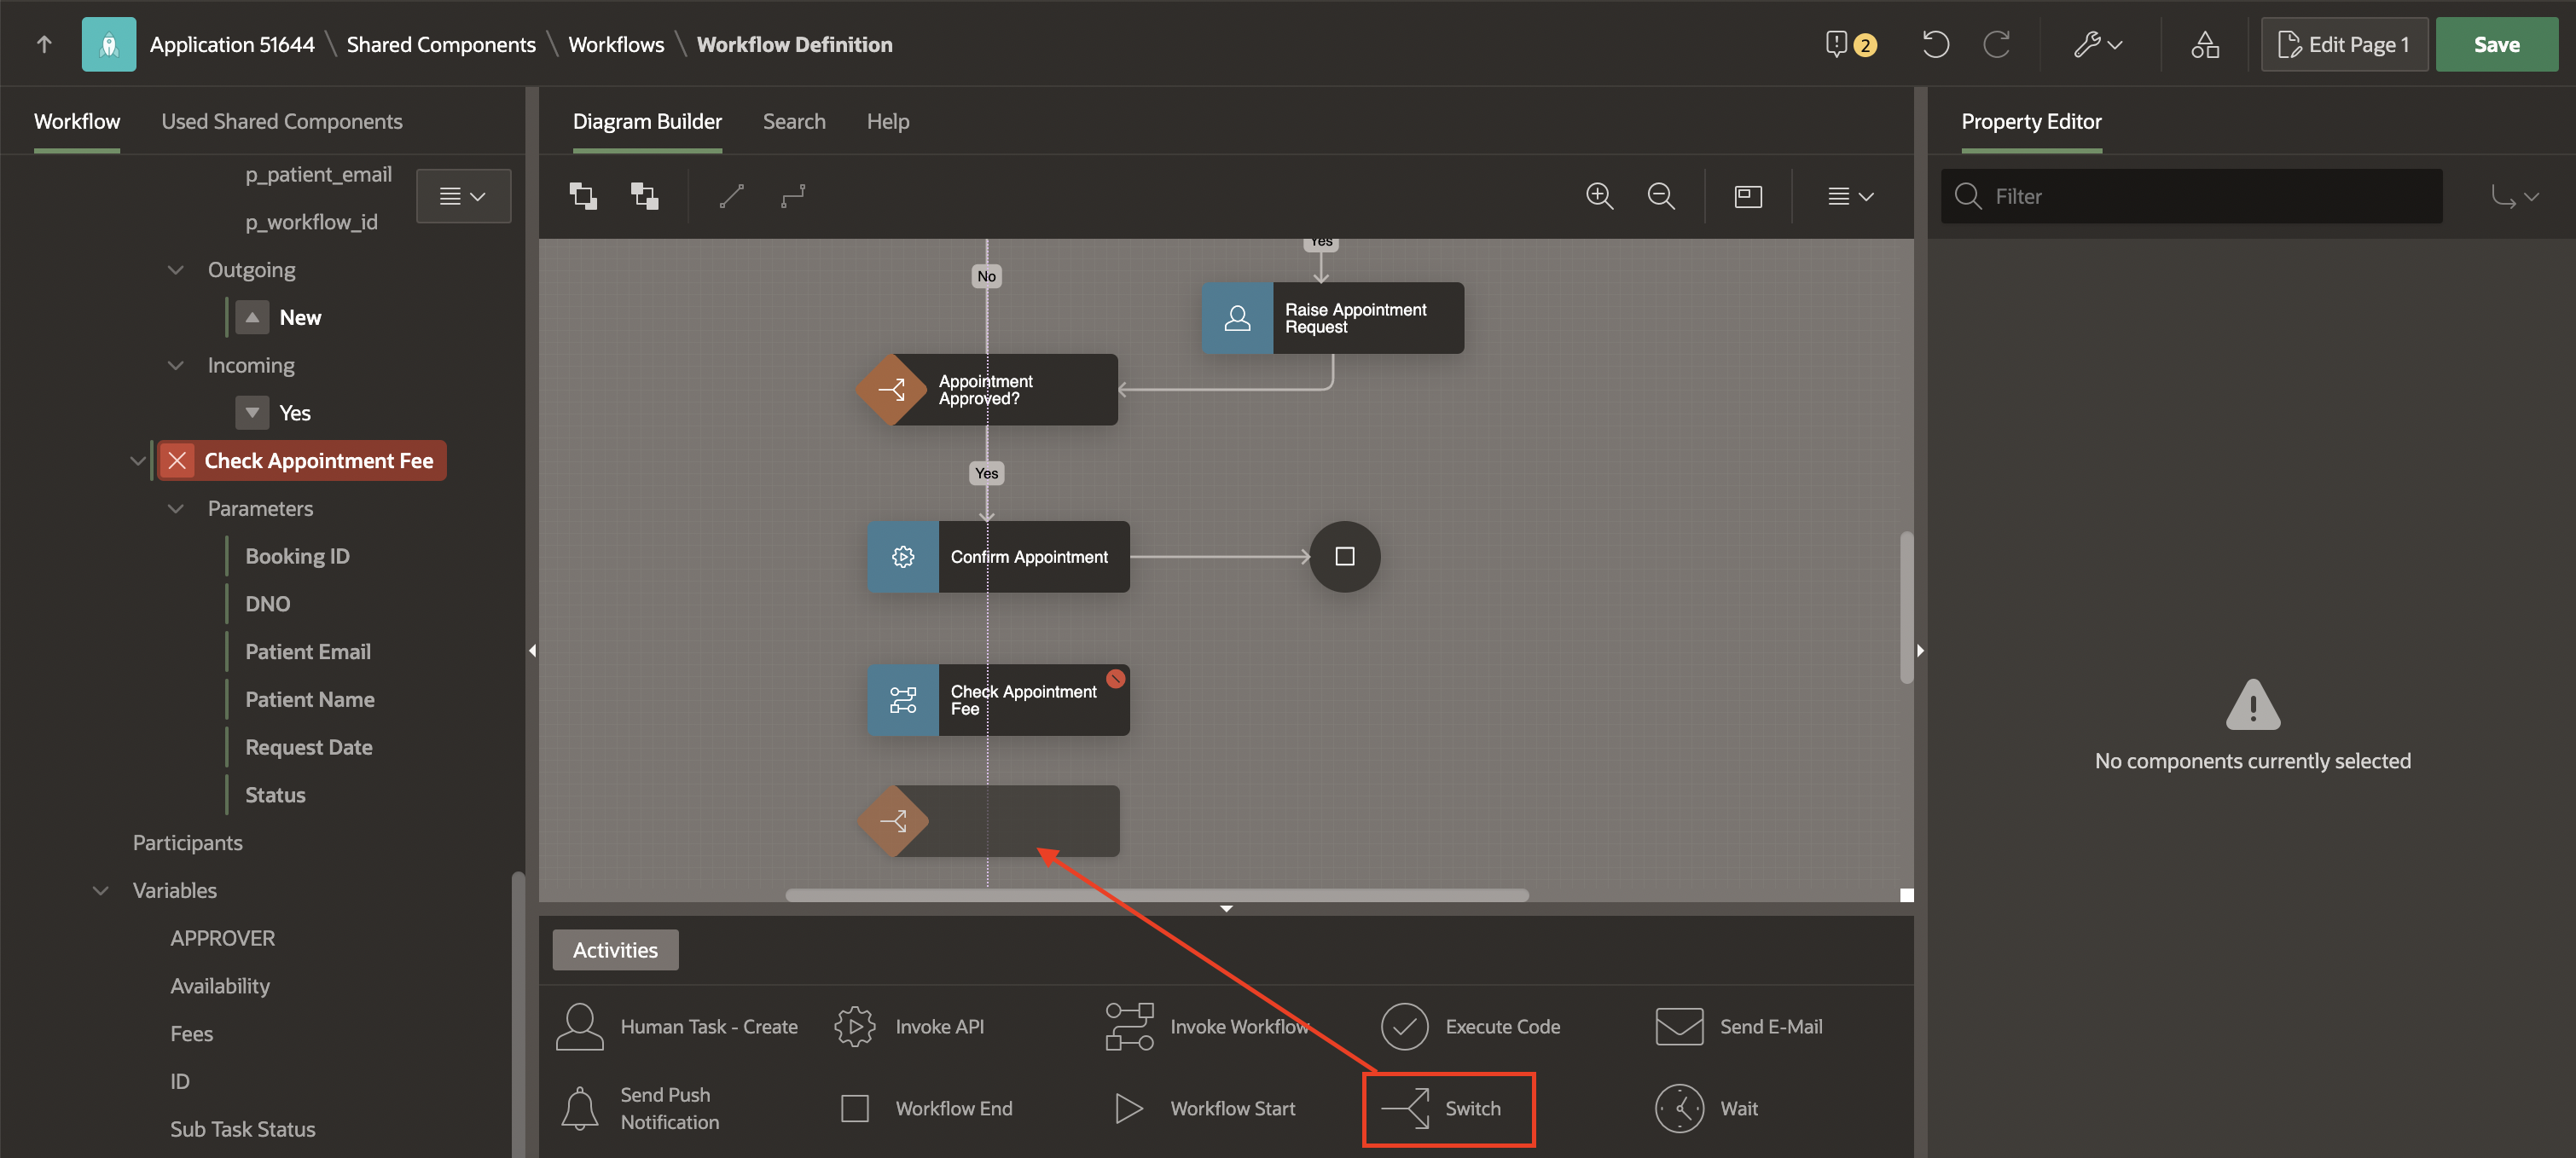 Application 51644 \ Shared Components \ Workflows \ Workflow Definition
2
Edit Page 1
Save
Workflow
Used Shared Components
p_patient_email
p_workflow_id
Outgoing
New
Incoming
Yes
Check Appointment Fee
Parameters
Booking ID
DNO
Patient Email
Patient Name
Request Date
Status
Participants
Variables
APPROVER
Availability
Fees
ID
Sub Task Status
Diagram Builder
Search
Help
Yes
No
Raise Appointment
Request
Appointment
Approved?
Yes
Confirm Appointment
Check Appointment
Fee
Activities
Human Task - Create
Invoke API
Invoke Workflow
Execute Code
Send E-Mail
Send Push
Notification
Workflow End
Workflow Start
Switch
Wait
Property Editor
Filter
No components currently selected